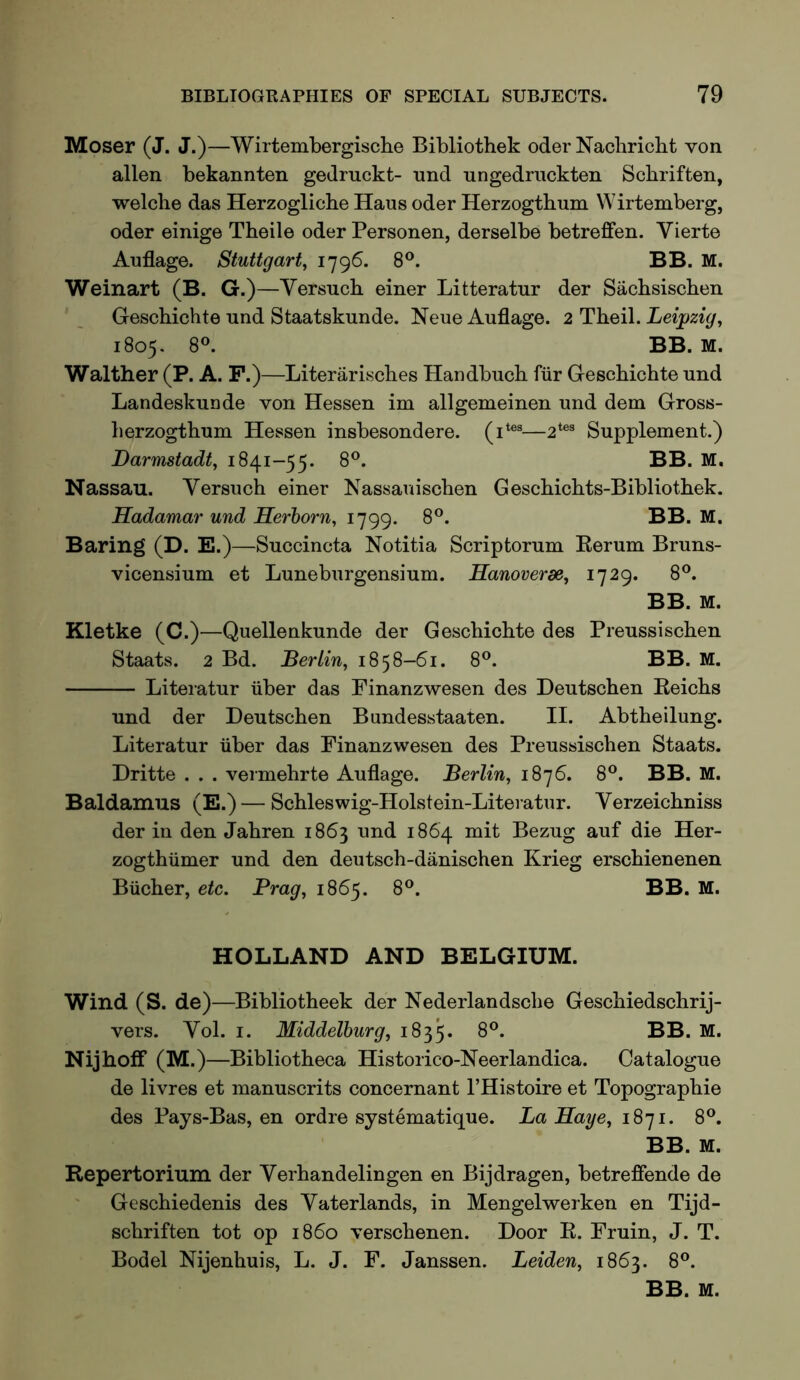 BIBLIOGRAPHIES OF SPECIAL SUBJECTS. 79
Moser (J. J.)—Wirtembergische Bibliothek oder Nachricht von
allen bekannten gedruckt- und ungedruckten Schriften,
welche das Herzogliche Haus oder Herzogthum Wirtemberg,
oder einige Theile oder Personen, derselbe betreffen. Vierte
Auflage. Stuttgart, 1796. 8⁰. BB. M.
Weinart (B. G.)—Versuch einer Litteratur der Sächsischen
Geschichte und Staatskunde. Neue Auflage. 2 Theil. Leipzig,
1805. 8⁰. BB. M.
Walther (P. A. F.)—Literärisches Handbuch für Geschichte und
Landeskunde von Hessen im allgemeinen und dem Gross-
herzogthum Hessen insbesondere. (1tes—2tes Supplement.)
Darmstadt, 1841–55. 8⁰. BB. M.
Nassau. Versuch einer Nassauischen Geschichts-Bibliothek.
Hadamar und Herborn, 1799. 8⁰. BB. M.
Baring (D. E.)—Succincta Notitia Scriptorum Rerum Bruns-
vicensium et Luneburgensium. Hanoveræ, 1729. 8⁰.
BB. M.
Kletke (C.)—Quellenkunde der Geschichte des Preussischen
Staats. 2 Bd. Berlin, 1858–61. 8⁰. BB. M.
——— Literatur über das Finanzwesen des Deutschen Reichs
und der Deutschen Bundesstaaten. II. Abtheilung.
Literatur über das Finanzwesen des Preussischen Staats.
Dritte . . . vermehrte Auflage. Berlin, 1876. 8⁰. BB. M.
Baldamus (E.) — Schleswig-Holstein-Literatur. Verzeichniss
der in den Jahren 1863 und 1864 mit Bezug auf die Her-
zogthümer und den deutsch-dänischen Krieg erschienenen
Bücher, etc. Prag, 1865. 8⁰. BB. M.
HOLLAND AND BELGIUM.
Wind (S. de)—Bibliotheek der Nederlandsche Geschiedschrij-
vers. Vol. 1. Middelburg, 1835. 8⁰. BB. M.
Nijhoff (M.)—Bibliotheca Historico-Neerlandica. Catalogue
de livres et manuscrits concernant l'Histoire et Topographie
des Pays-Bas, en ordre systématique. La Haye, 1871. 8⁰.
BB. M.
Repertorium der Verhandelingen en Bijdragen, betreffende de
Geschiedenis des Vaterlands, in Mengelwerken en Tijd-
schriften tot op 1860 verschenen. Door R. Fruin, J. T.
Bodel Nijenhuis, L. J. F. Janssen. Leiden, 1863. 8⁰.
BB. M.